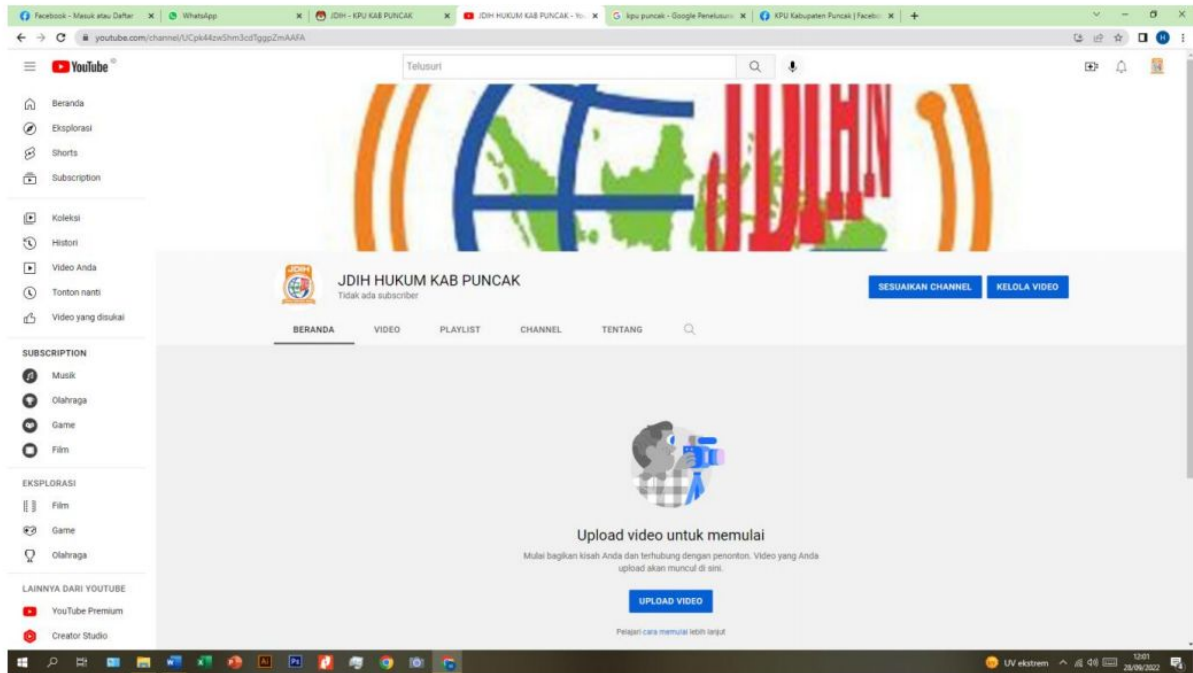 Facebook - Masuk atau Daftar
WhatsApp
JDIH - KPU KAB PUNCAK
JDIH HUKUM KAB PUNCAK - You
kpu puncak - Google Penelusuran
KPU Kabupaten Puncak | Facebook
youtube.com/channel/UCpk44zwShm3cdTggpZmAAFA
YouTube ID
Telusuri
Beranda
Eksplorasi
Shorts
Subscription
Koleksi
Histori
Video Anda
Tonton nanti
Video yang disukai
SUBSCRIPTION
Musik
Olahraga
Game
Film
EKSPLORASI
Film
Game
Olahraga
LAINNYA DARI YOUTUBE
YouTube Premium
Creator Studio
JDIHN
JDIH
JDIH HUKUM KAB PUNCAK
Tidak ada subscriber
SESUAIKAN CHANNEL
KELOLA VIDEO
BERANDA VIDEO PLAYLIST CHANNEL TENTANG
Upload video untuk memulai
Mulai bagikan kisah Anda dan terhubung dengan penonton. Video yang Anda
upload akan muncul di sini.
UPLOAD VIDEO
Pelajari cara memulai lebih lanjut
UV ekstrem
12:01
28/09/2022